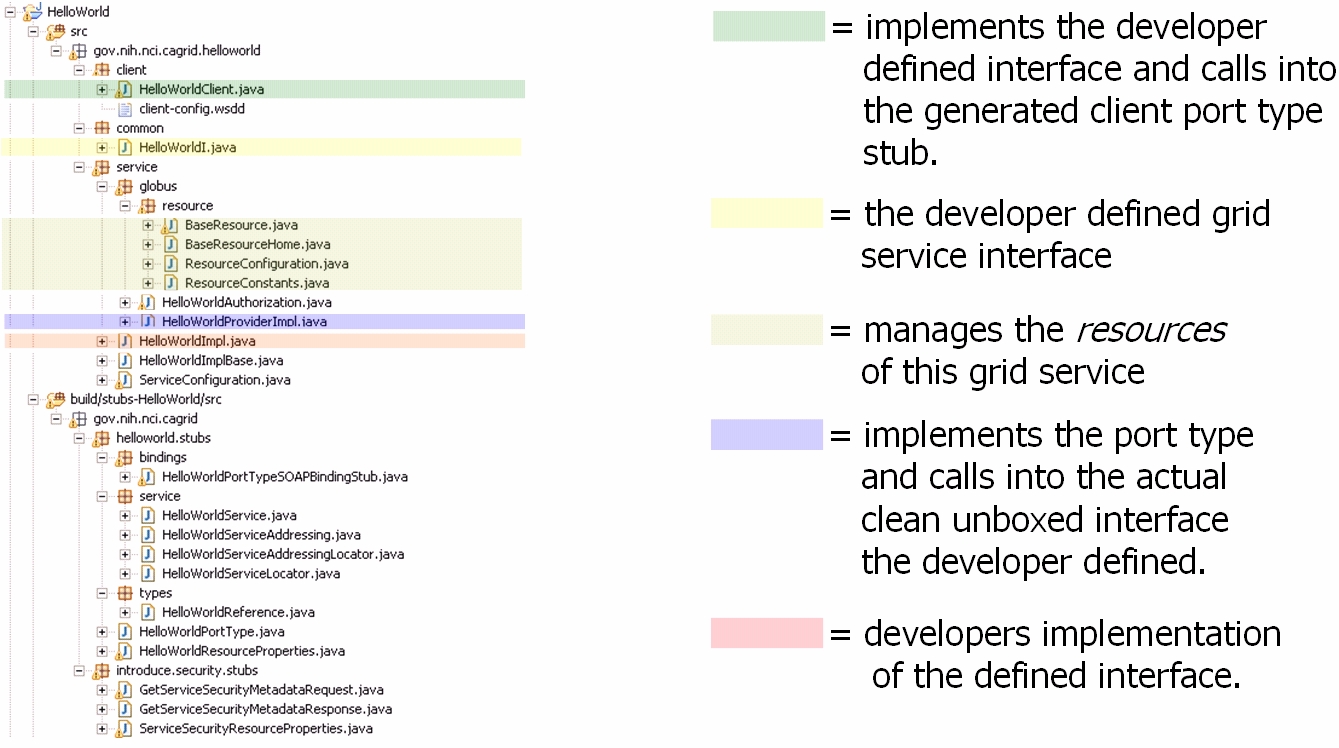 HelloWorld
src
gov.nih.nci.cagrid.helloworld
client
HelloWorldClient.java
client-config.wsdd
common
HelloWorldI.java
service
globus
resource
BaseResource.java
BaseResourceHome.java
ResourceConfiguration.java
ResourceConstants.java
HelloWorldAuthorization.java
HelloWorldProviderImpl.java
HelloWorldImpl.java
HelloWorldImplBase.java
ServiceConfiguration.java
build/stubs-HelloWorld/src
gov.nih.nci.cagrid
helloworld.stubs
bindings
HelloWorldPortTypeSOAPBindingStub.java
service
HelloWorldService.java
HelloWorldServiceAddressing.java
HelloWorldServiceAddressingLocator.java
HelloWorldServiceLocator.java
types
HelloWorldReference.java
HelloWorldPortType.java
HelloWorldResourceProperties.java
introduce.security.stubs
GetServiceSecurityMetadataRequest.java
GetServiceSecurityMetadataResponse.java
ServiceSecurityResourceProperties.java
= implements the developer
defined interface and calls into
the generated client port type
stub.
= the developer defined grid
service interface
= manages the resources
of this grid service
= implements the port type
and calls into the actual
clean unboxed interface
the developer defined.
= developers implementation
of the defined interface.